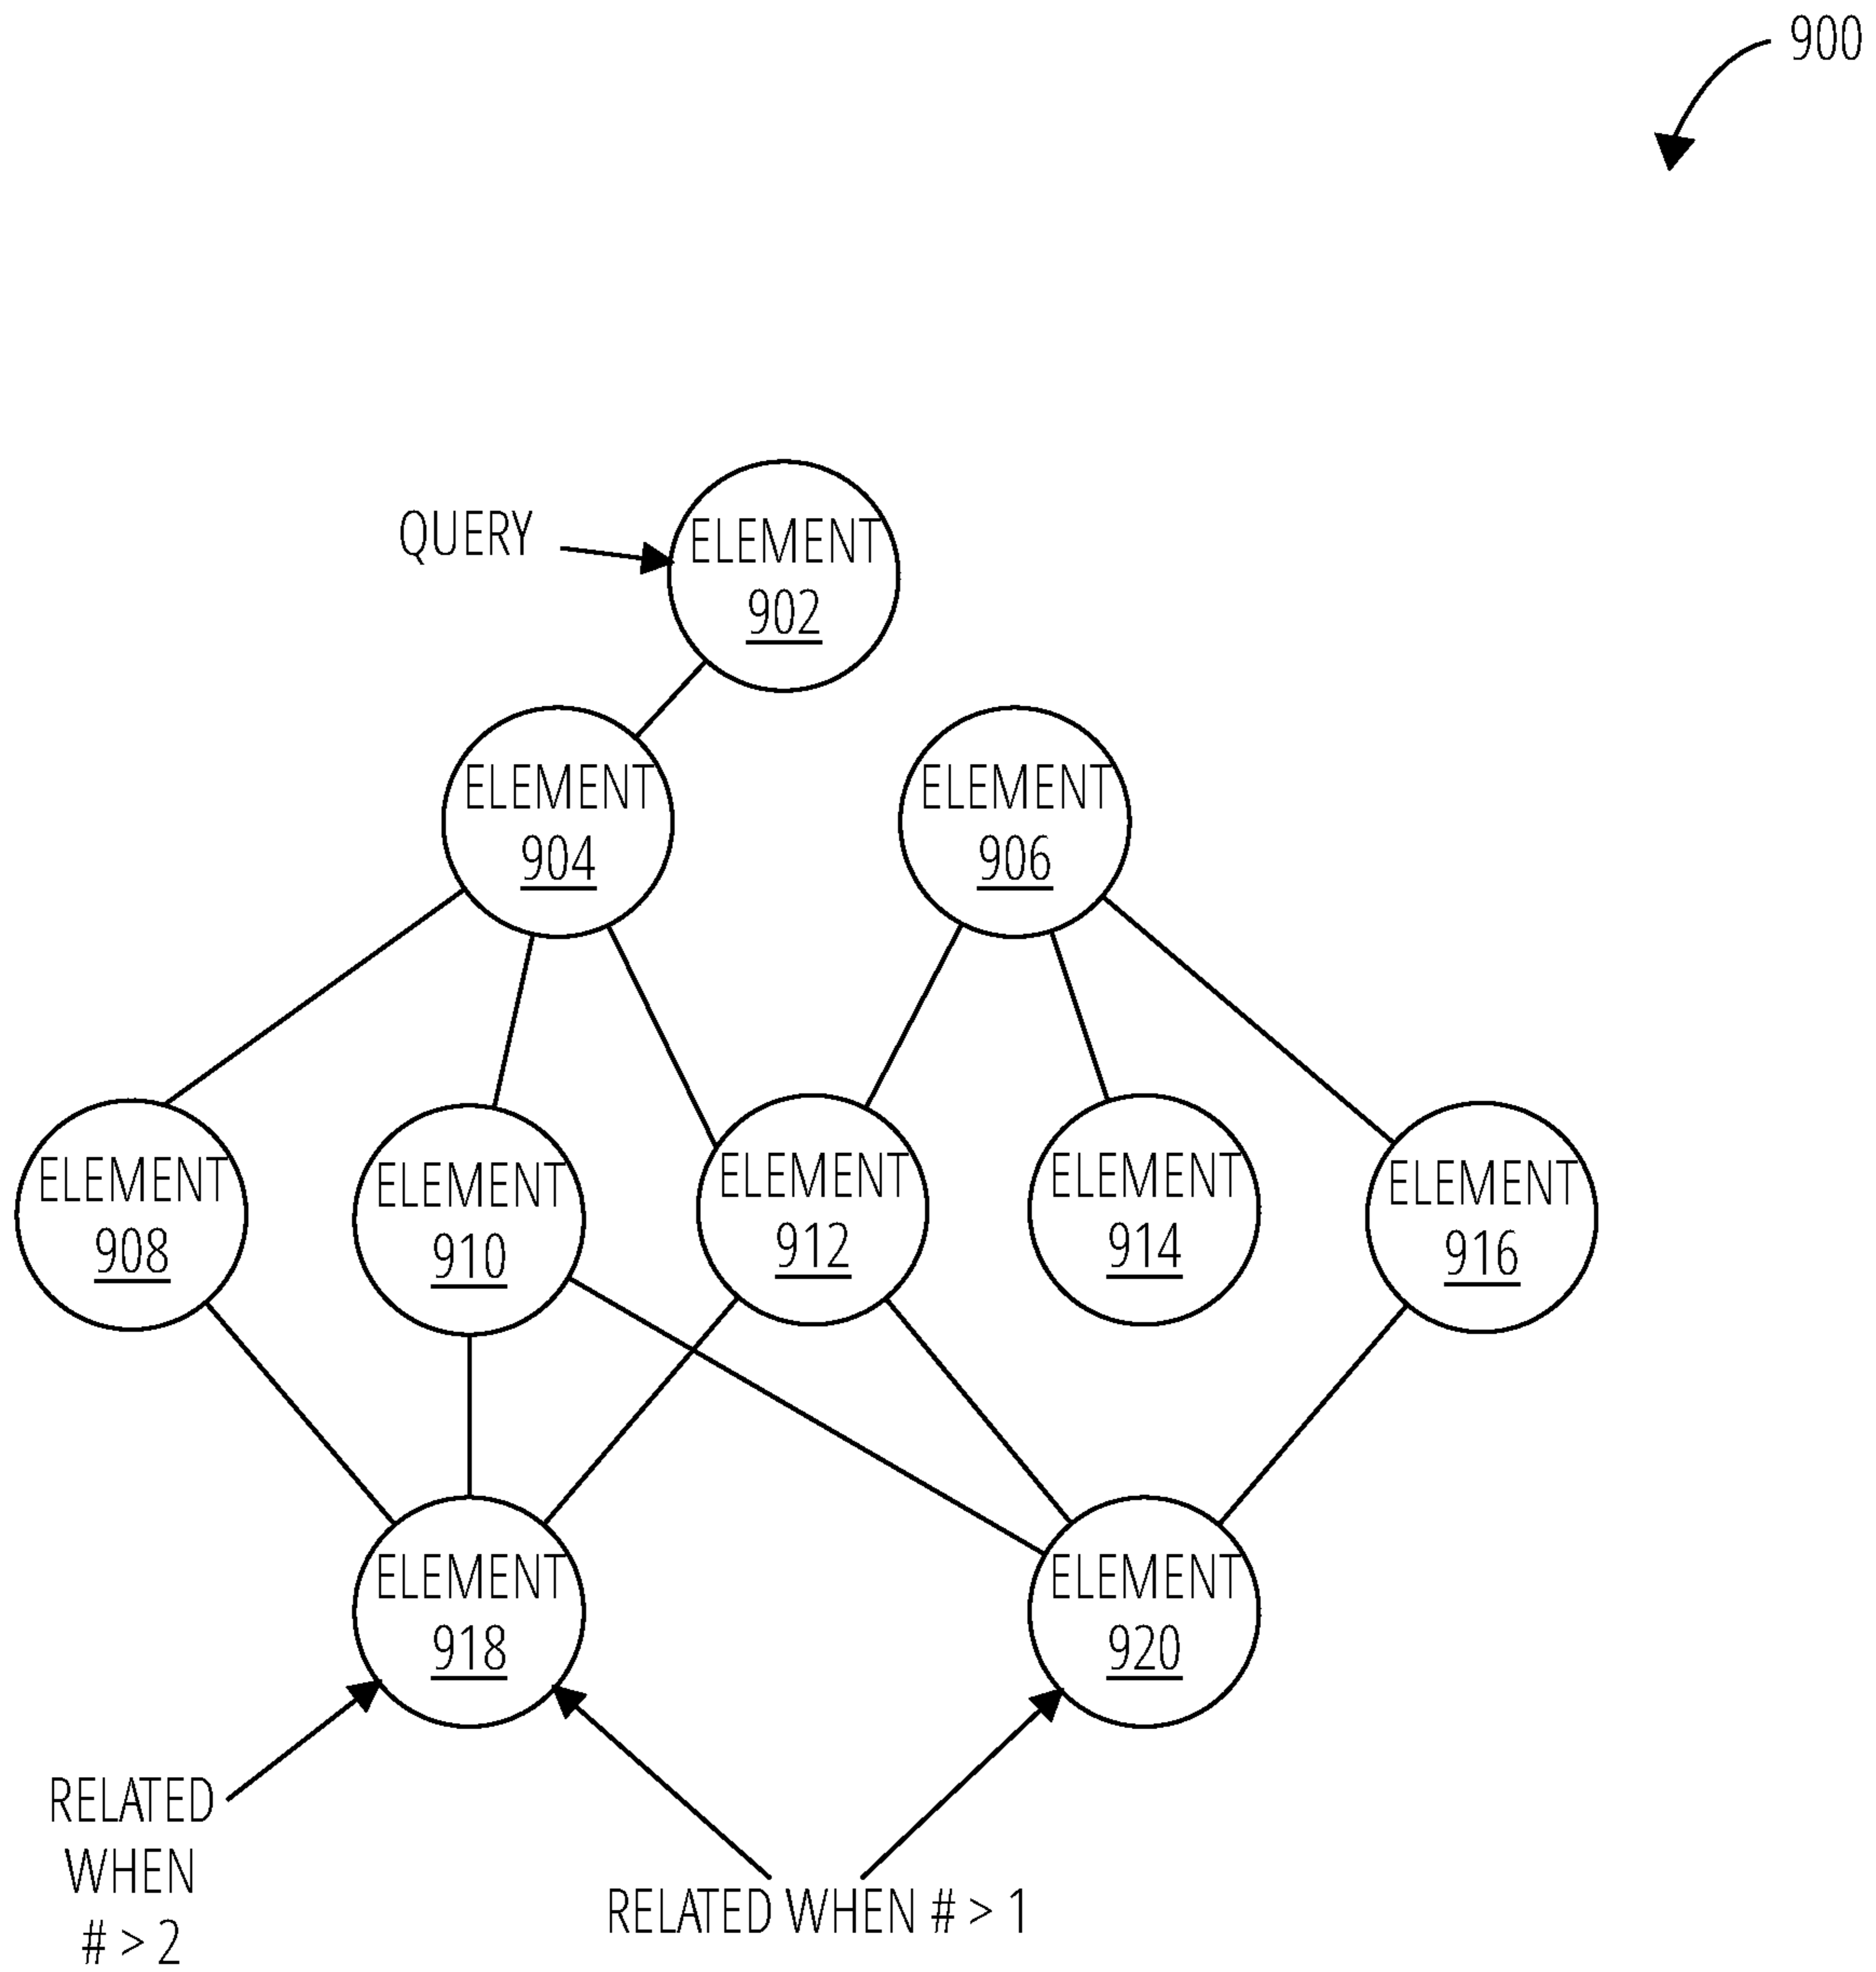 900
QUERY
ELEMENT
902
ELEMENT
904
ELEMENT
906
ELEMENT
908
ELEMENT
910
ELEMENT
912
ELEMENT
914
ELEMENT
916
ELEMENT
918
ELEMENT
920
RELATED
WHEN
# > 2
RELATED WHEN # > 1